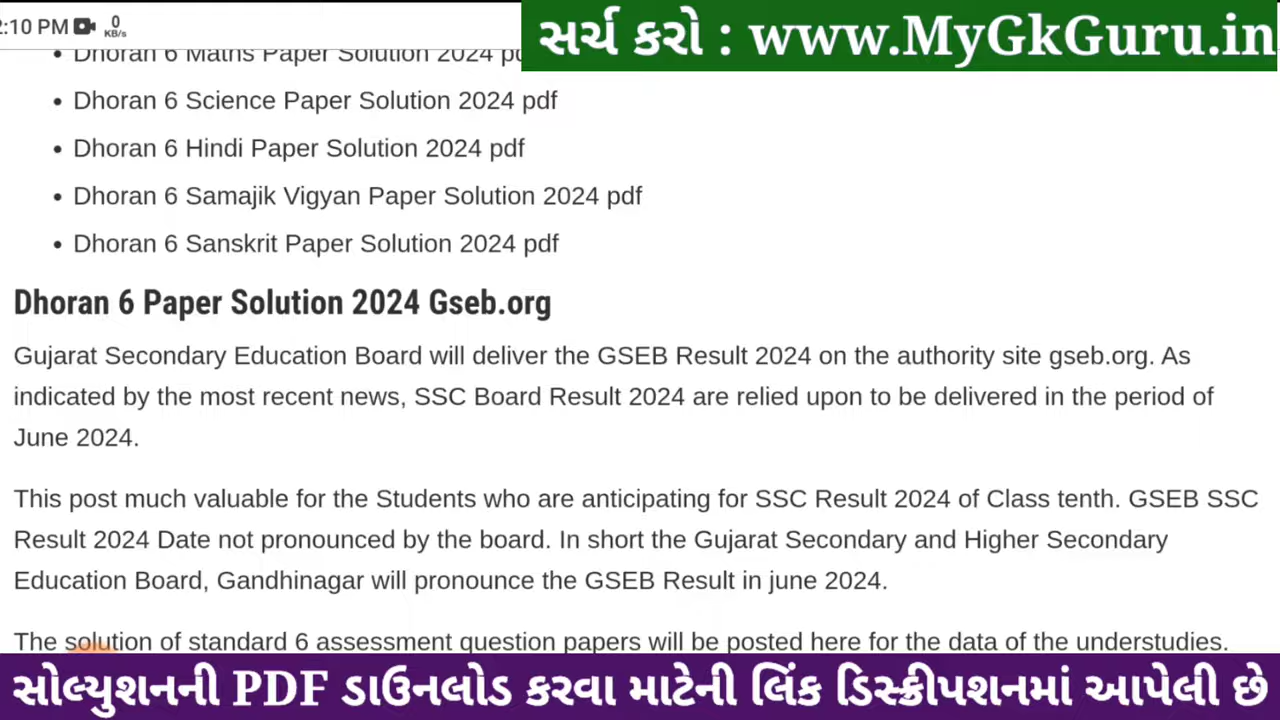 2:10 PM 0 KB/s
સર્ચ કરો : www.MyGkGuru.in
• Dhoran 6 Maths Paper Solution 2024
• Dhoran 6 Science Paper Solution 2024 pdf
• Dhoran 6 Hindi Paper Solution 2024 pdf
• Dhoran 6 Samajik Vigyan Paper Solution 2024 pdf
• Dhoran 6 Sanskrit Paper Solution 2024 pdf
Dhoran 6 Paper Solution 2024 Gseb.org
Gujarat Secondary Education Board will deliver the GSEB Result 2024 on the authority site gseb.org. As
indicated by the most recent news, SSC Board Result 2024 are relied upon to be delivered in the period of
June 2024.
This post much valuable for the Students who are anticipating for SSC Result 2024 of Class tenth. GSEB SSC
Result 2024 Date not pronounced by the board. In short the Gujarat Secondary and Higher Secondary
Education Board, Gandhinagar will pronounce the GSEB Result in june 2024.
The solution of standard 6 assessment question papers will be posted here for the data of the understudies.
સોલ્યુશનની PDF ડાઉનલોડ કરવા માટેની લિંક ડિસ્ક્રીપશનમાં આપેલી છે